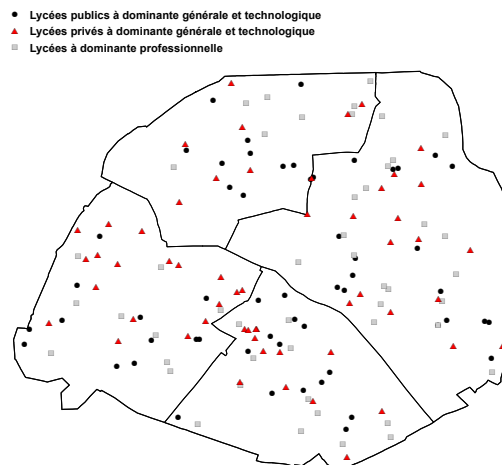 Lycées publics à dominante générale et technologique
Lycées privés à dominante générale et technologique
Lycées à dominante professionnelle